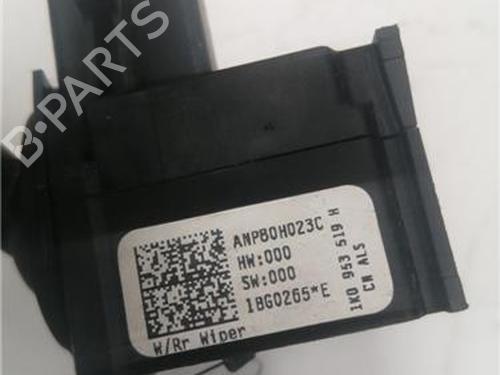 B-PARTS
ANP80H023C
HW:000
SW:000
18G0265*E
W/Rr Wiper
1K0 953 519 H
CN ALS